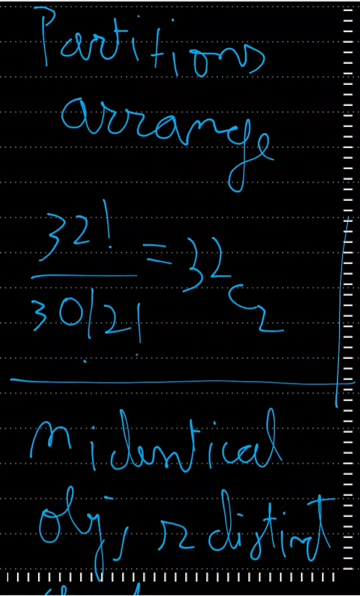 Partitions
arrange
32! / 30! 2! = 32C2
n identical
obj, r distinct